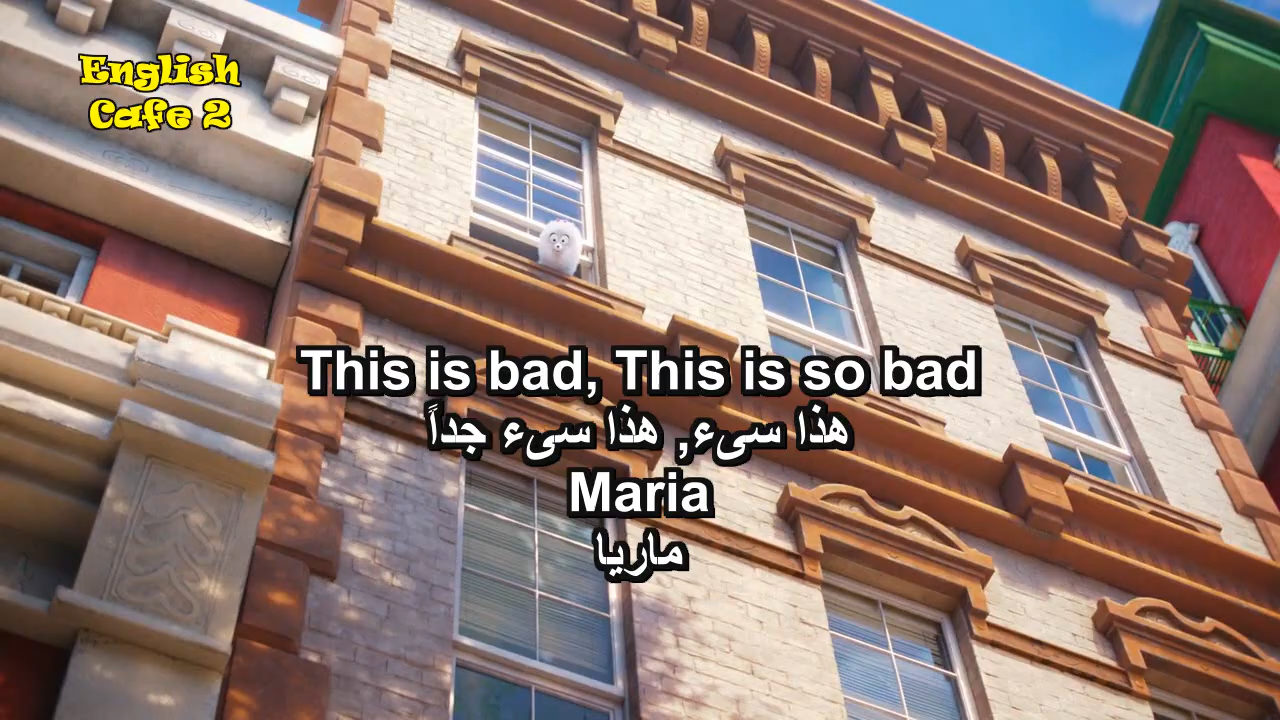 English
Cafe 2
This is bad, This is so bad
هذا سىء, هذا سىء جداً
Maria
ماريا